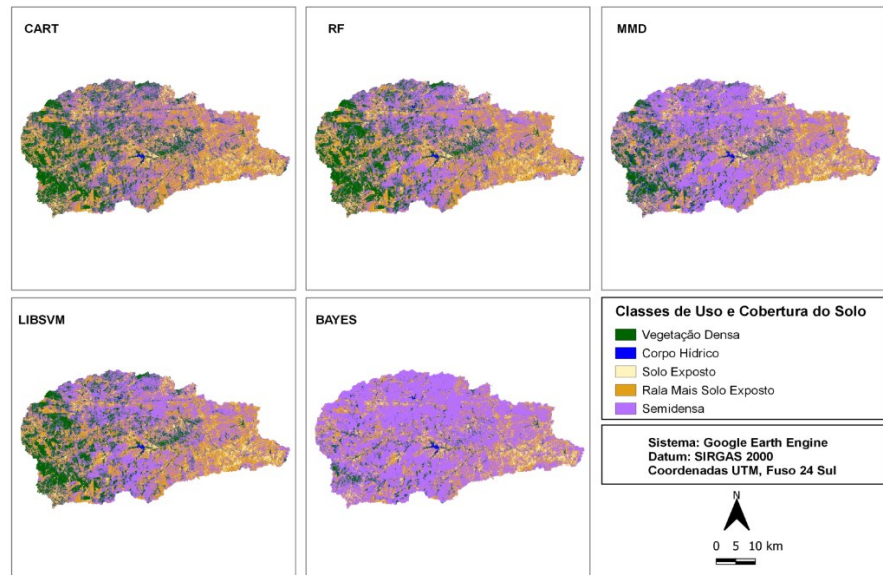 CART
RF
MMD
LIBSVM
BAYES
Classes de Uso e Cobertura do Solo
Vegetação Densa
Corpo Hídrico
Solo Exposto
Rala Mais Solo Exposto
Semidensa
Sistema: Google Earth Engine
Datum: SIRGAS 2000
Coordenadas UTM, Fuso 24 Sul
N
0 5 10 km